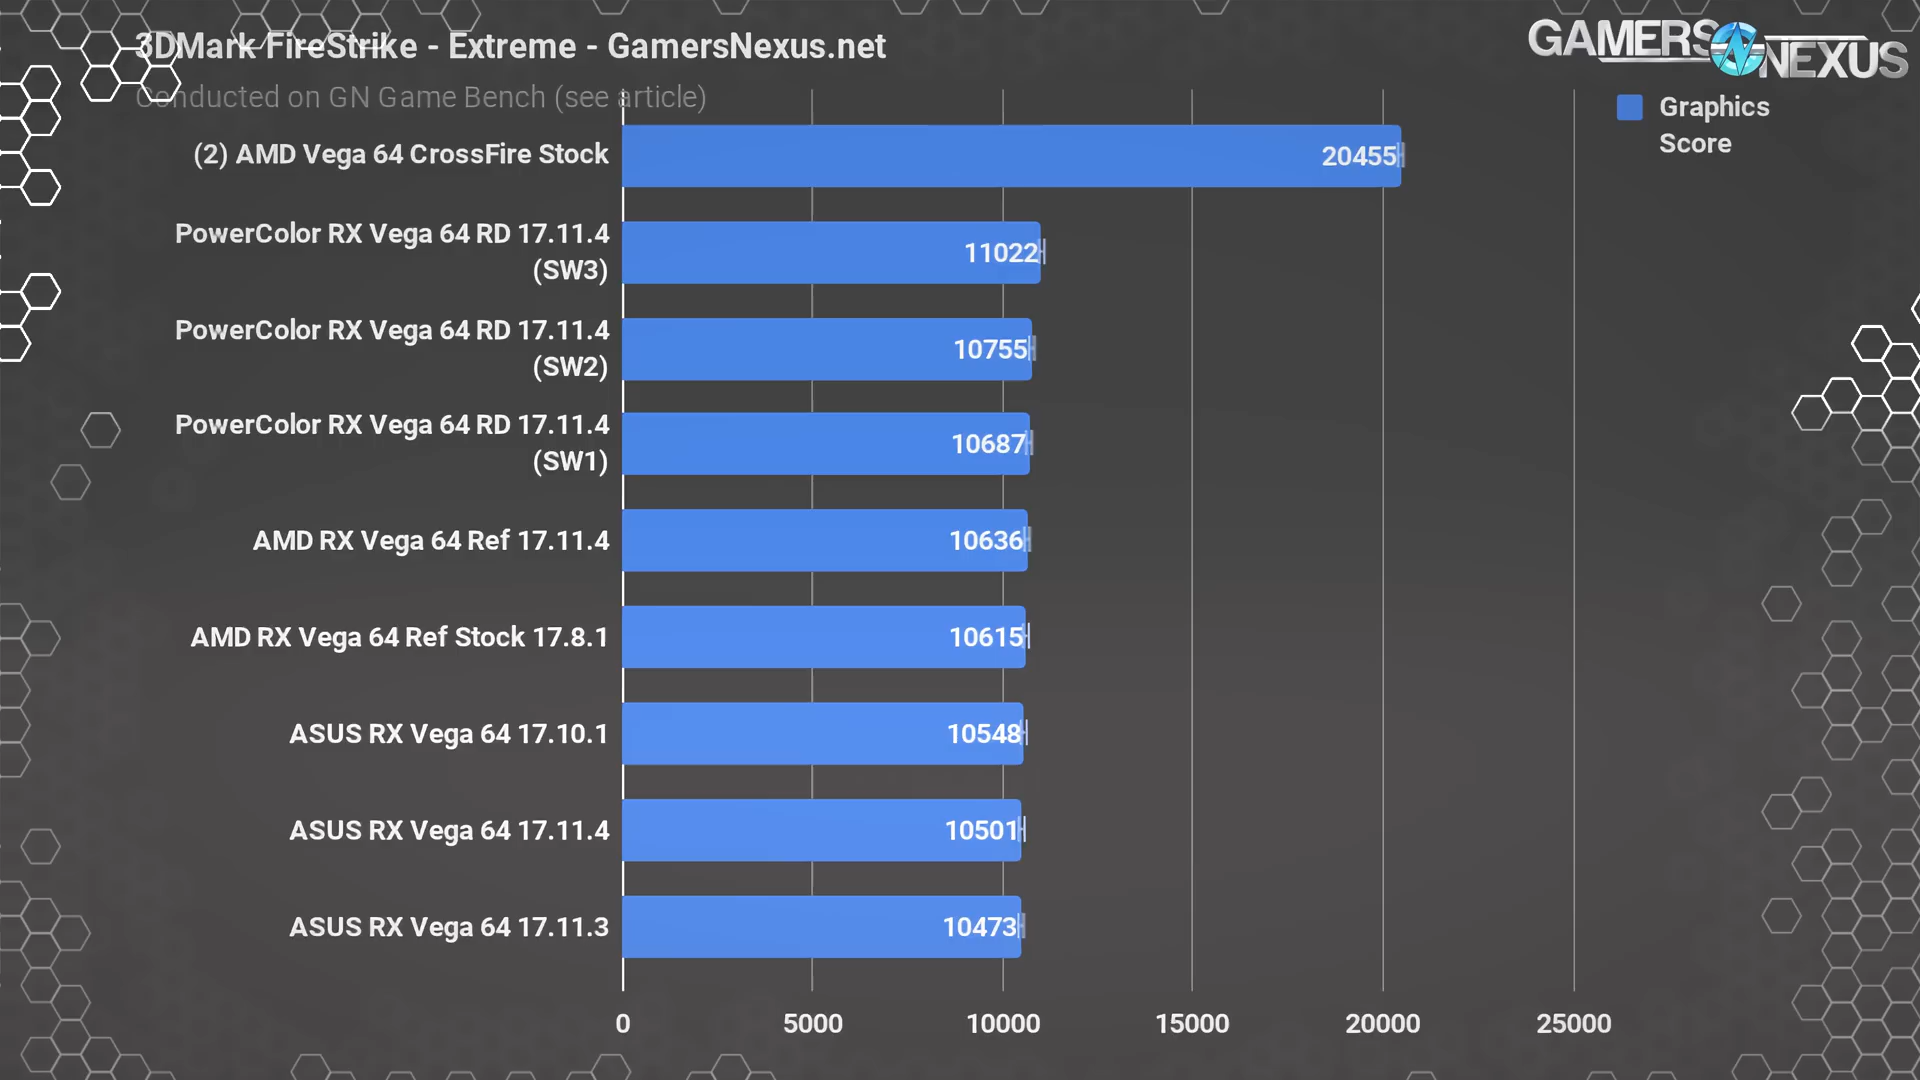 3DMark FireStrike - Extreme - GamersNexus.net
Conducted on GN Game Bench (see article)
GAMERS NEXUS
Graphics
Score
(2) AMD Vega 64 CrossFire Stock
20455
PowerColor RX Vega 64 RD 17.11.4
(SW3)
11022
PowerColor RX Vega 64 RD 17.11.4
(SW2)
10755
PowerColor RX Vega 64 RD 17.11.4
(SW1)
10687
AMD RX Vega 64 Ref 17.11.4
10636
AMD RX Vega 64 Ref Stock 17.8.1
10615
ASUS RX Vega 64 17.10.1
10548
ASUS RX Vega 64 17.11.4
10501
ASUS RX Vega 64 17.11.3
10473
0 5000 10000 15000 20000 25000